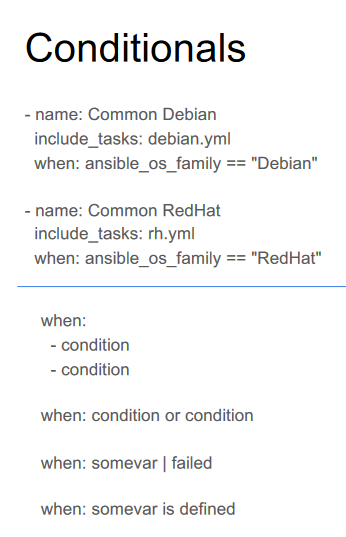 Conditionals
- name: Common Debian
include_tasks: debian.yml
when: ansible_os_family == "Debian"
- name: Common RedHat
include_tasks: rh.yml
when: ansible_os_family == "RedHat"
when:
- condition
- condition
when: condition or condition
when: somevar | failed
when: somevar is defined